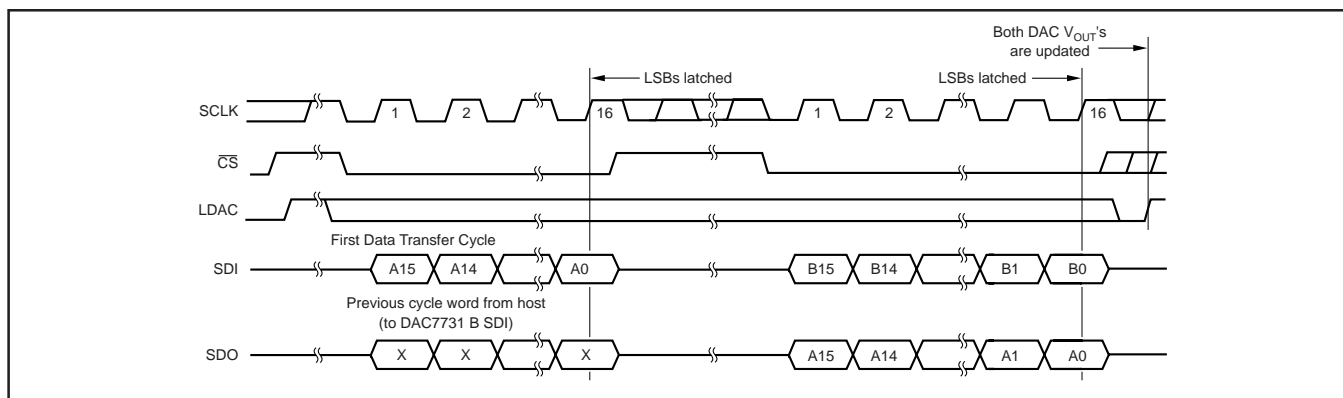 Both DAC VOUT's
are updated
LSBs latched LSBs latched
SCLK 1 2 16 1 2 16
CS
LDAC
First Data Transfer Cycle
SDI A15 A14 A0 B15 B14 B1 B0
Previous cycle word from host
(to DAC7731 B SDI)
SDO X X X A15 A14 A1 A0